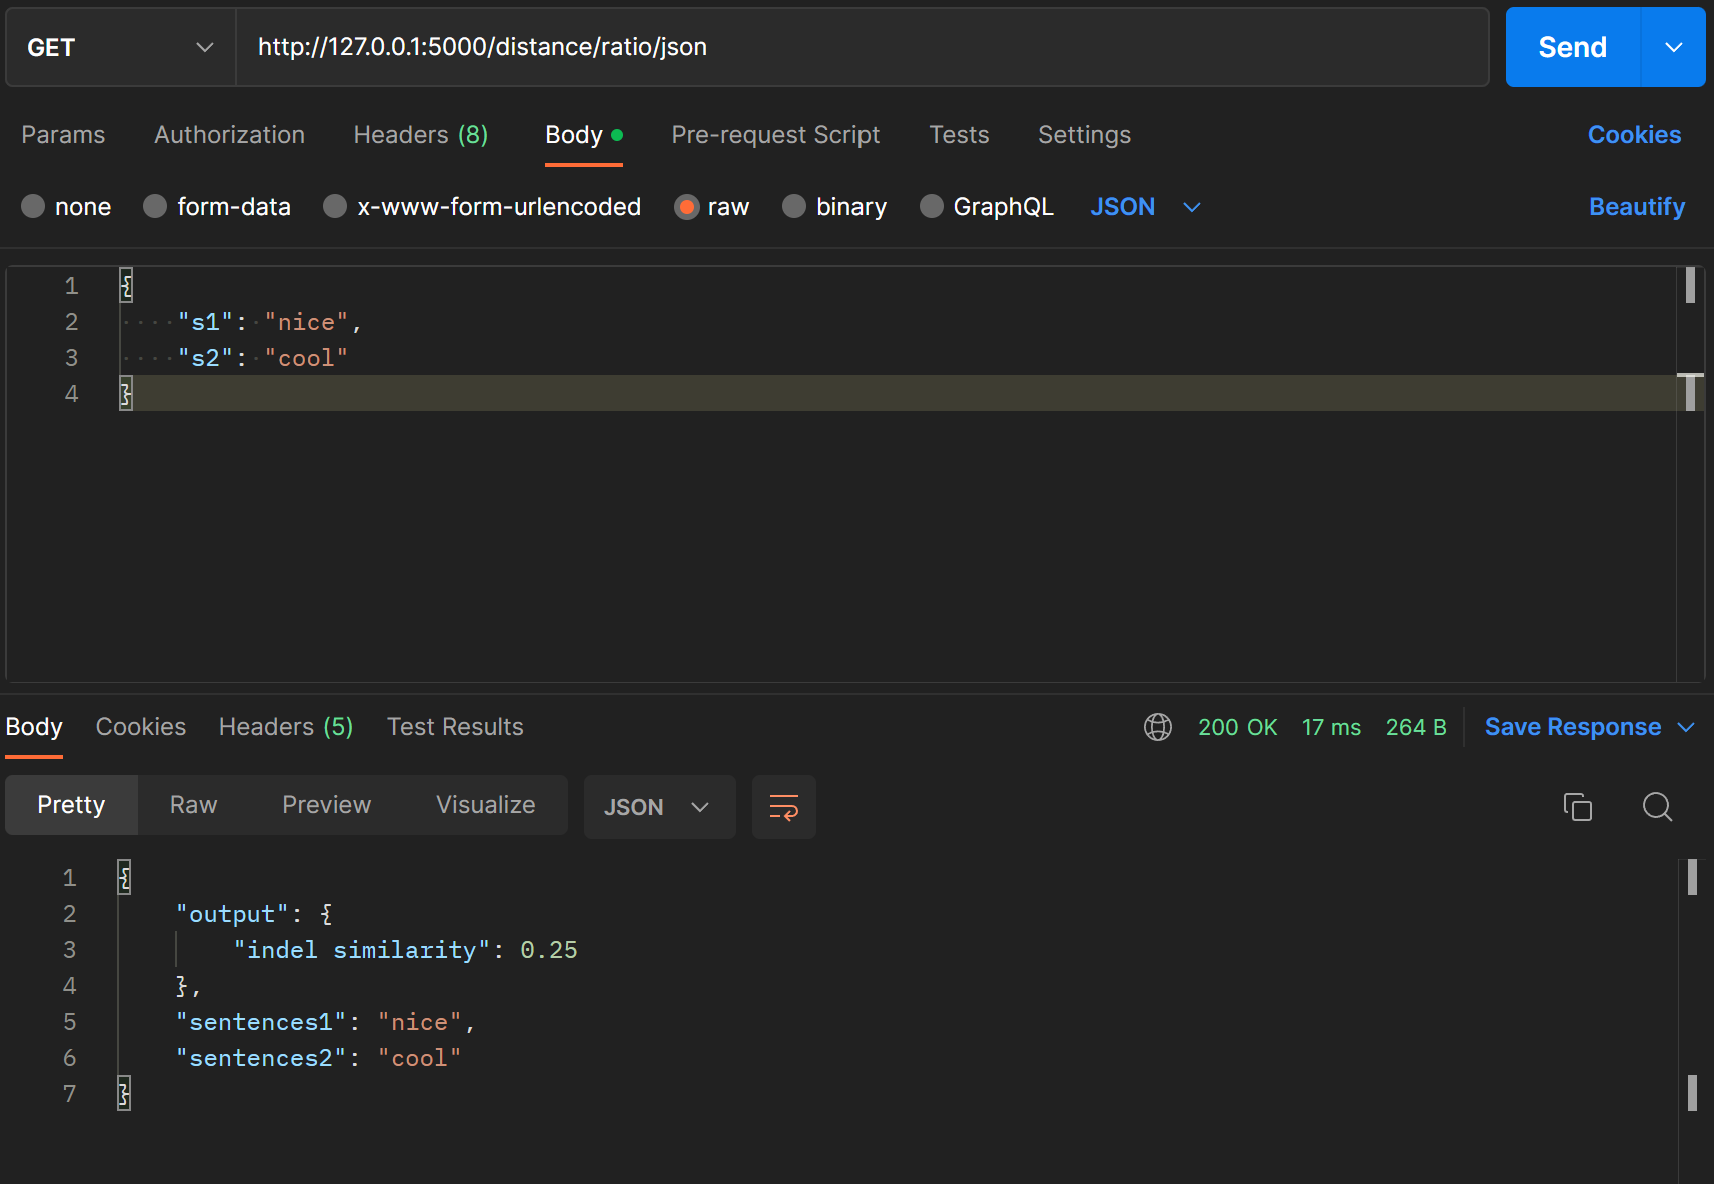 GET http://127.0.0.1:5000/distance/ratio/json Send
Params Authorization Headers (8) Body Pre-request Script Tests Settings Cookies
none form-data x-www-form-urlencoded raw binary GraphQL JSON Beautify
1 {
2 "s1": "nice",
3 "s2": "cool"
4 }
Body Cookies Headers (5) Test Results 200 OK 17 ms 264 B Save Response
Pretty Raw Preview Visualize JSON
1 {
2 "output": {
3 "indel similarity": 0.25
4 },
5 "sentences1": "nice",
6 "sentences2": "cool"
7 }